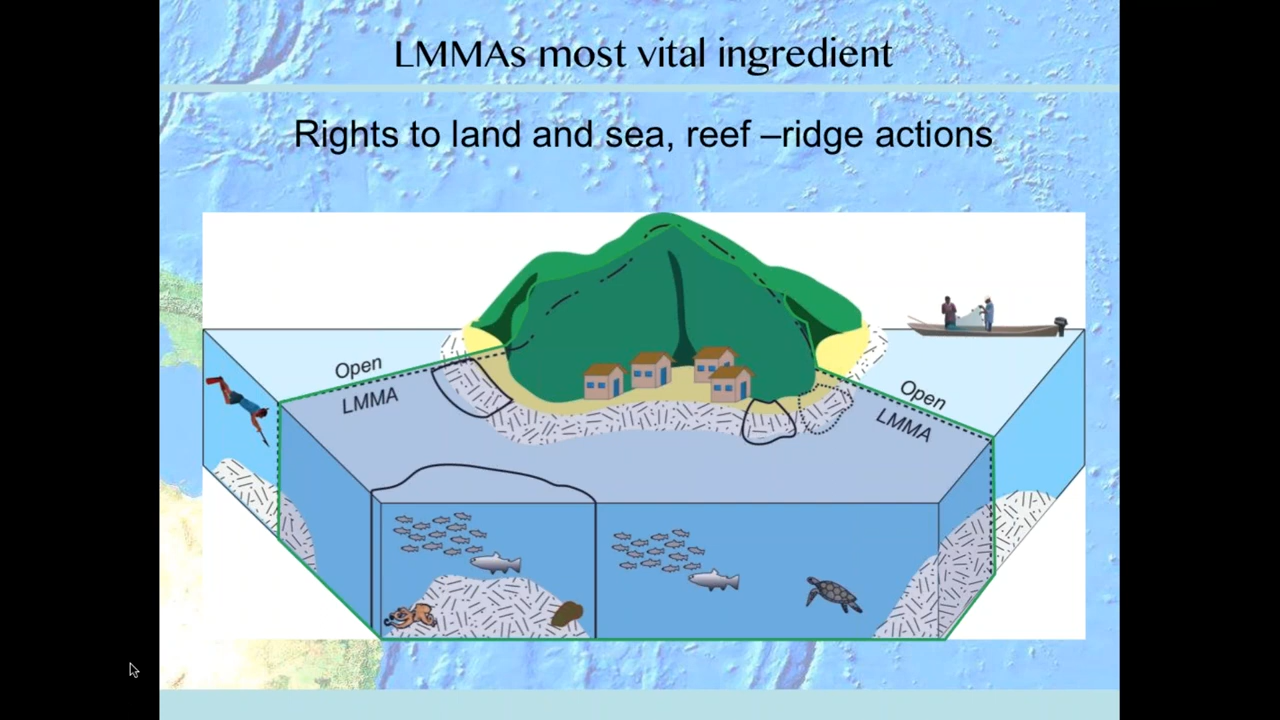 LMMAs most vital ingredient
Rights to land and sea, reef –ridge actions
Open
LMMA
Open
LMMA